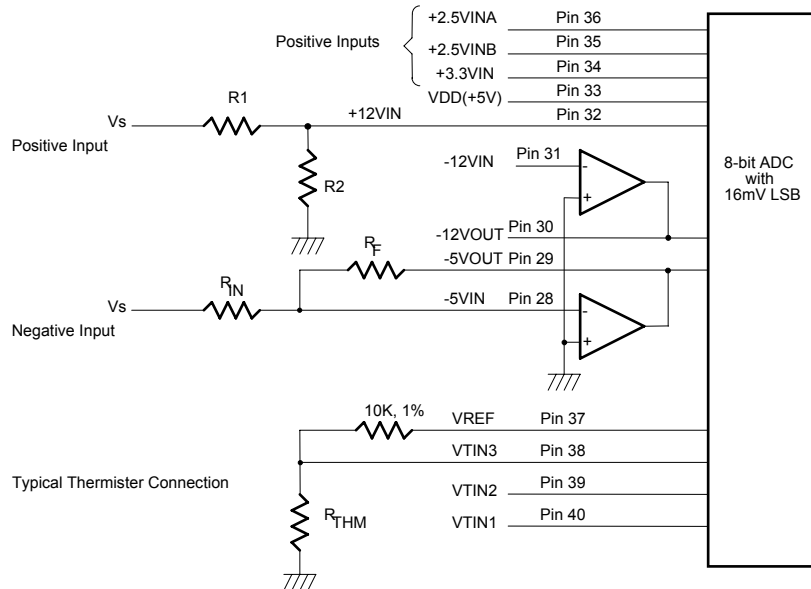 +2.5VINA Pin 36
Positive Inputs
+2.5VINB Pin 35
+3.3VIN Pin 34
VDD(+5V) Pin 33
R1
Vs +12VIN Pin 32
Positive Input
-12VIN Pin 31
-
+
R2
8-bit ADC
with
16mV LSB
-12VOUT Pin 30
RF
-5VOUT Pin 29
RIN
Vs -5VIN Pin 28
-
+
Negative Input
10K, 1%
VREF Pin 37
VTIN3 Pin 38
Typical Thermister Connection
VTIN2 Pin 39
RTHM
VTIN1 Pin 40